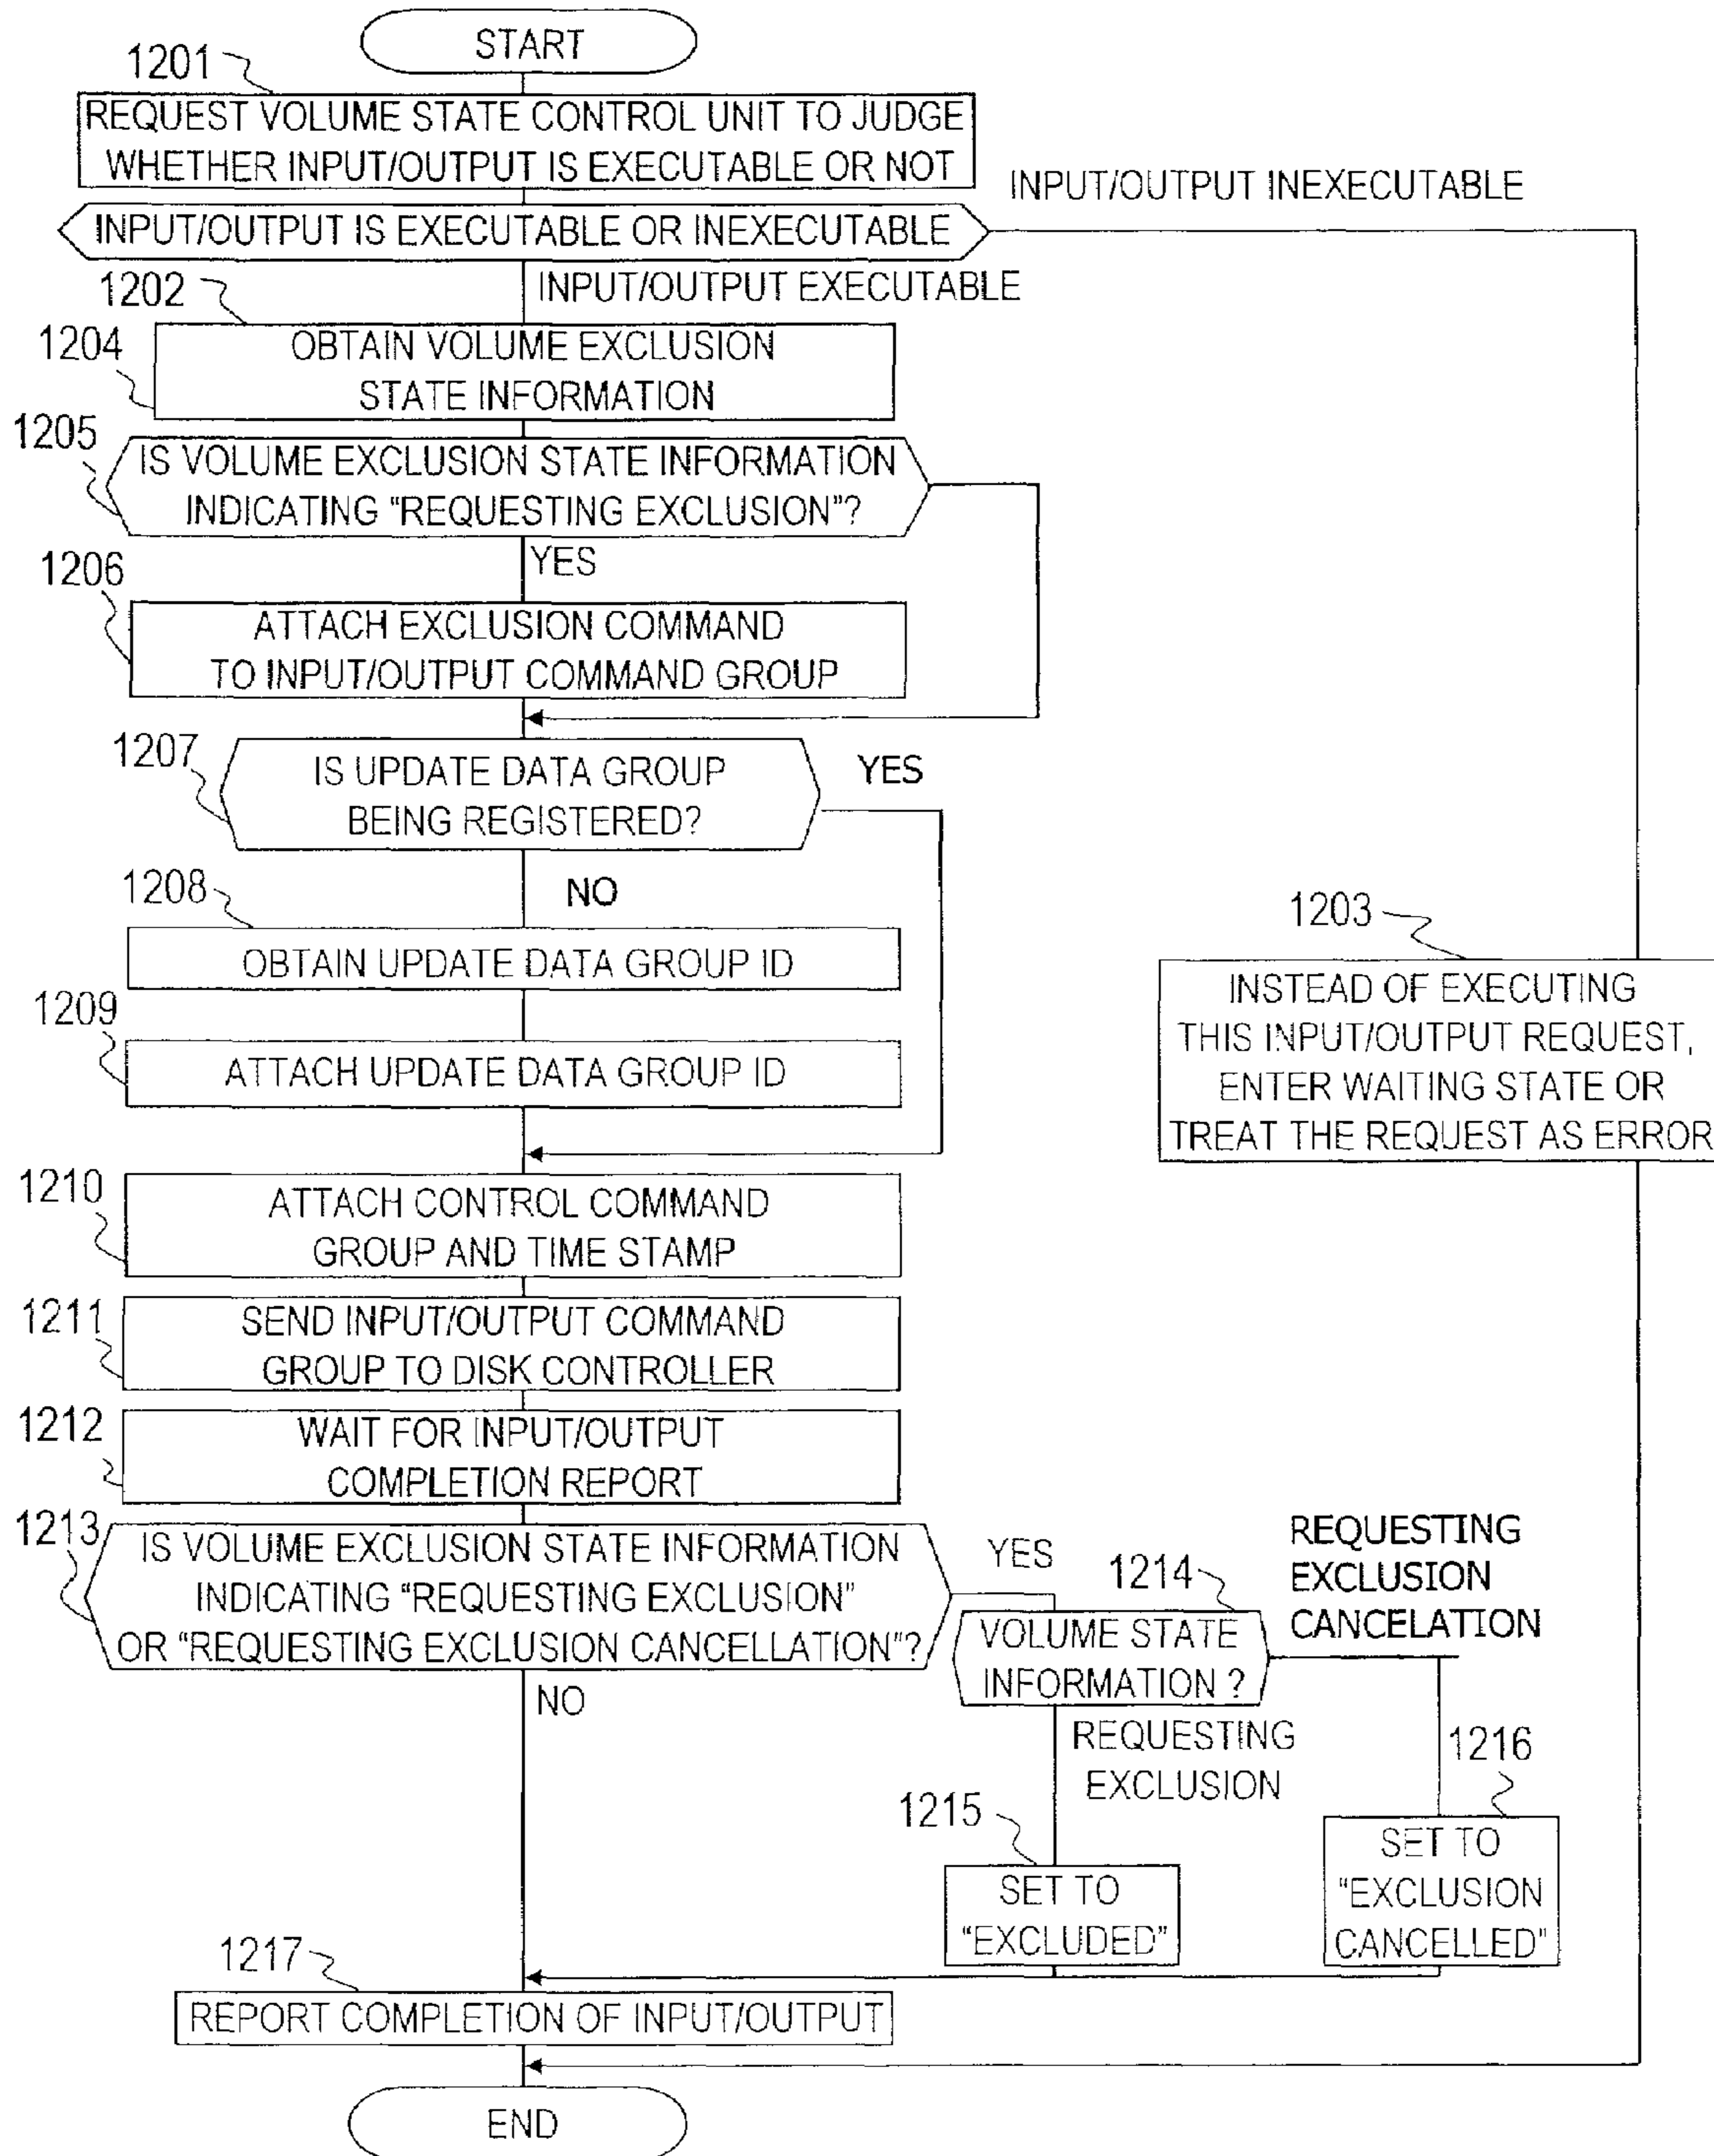 START
1201
REQUEST VOLUME STATE CONTROL UNIT TO JUDGE
WHETHER INPUT/OUTPUT IS EXECUTABLE OR NOT
INPUT/OUTPUT INEXECUTABLE
INPUT/OUTPUT IS EXECUTABLE OR INEXECUTABLE
1202
INPUT/OUTPUT EXECUTABLE
1204
OBTAIN VOLUME EXCLUSION
STATE INFORMATION
1205
IS VOLUME EXCLUSION STATE INFORMATION
INDICATING "REQUESTING EXCLUSION"?
YES
1206
ATTACH EXCLUSION COMMAND
TO INPUT/OUTPUT COMMAND GROUP
1207
IS UPDATE DATA GROUP
BEING REGISTERED?
YES
1208
NO
OBTAIN UPDATE DATA GROUP ID
1203
INSTEAD OF EXECUTING
THIS INPUT/OUTPUT REQUEST,
ENTER WAITING STATE OR
TREAT THE REQUEST AS ERROR
1209
ATTACH UPDATE DATA GROUP ID
1210
ATTACH CONTROL COMMAND
GROUP AND TIME STAMP
1211
SEND INPUT/OUTPUT COMMAND
GROUP TO DISK CONTROLLER
1212
WAIT FOR INPUT/OUTPUT
COMPLETION REPORT
1213
IS VOLUME EXCLUSION STATE INFORMATION
INDICATING "REQUESTING EXCLUSION"
OR "REQUESTING EXCLUSION CANCELLATION"?
YES
NO
1214
VOLUME STATE
INFORMATION ?
REQUESTING
EXCLUSION
CANCELATION
REQUESTING
EXCLUSION
1215
SET TO
"EXCLUDED"
1216
SET TO
"EXCLUSION
CANCELLED"
1217
REPORT COMPLETION OF INPUT/OUTPUT
END